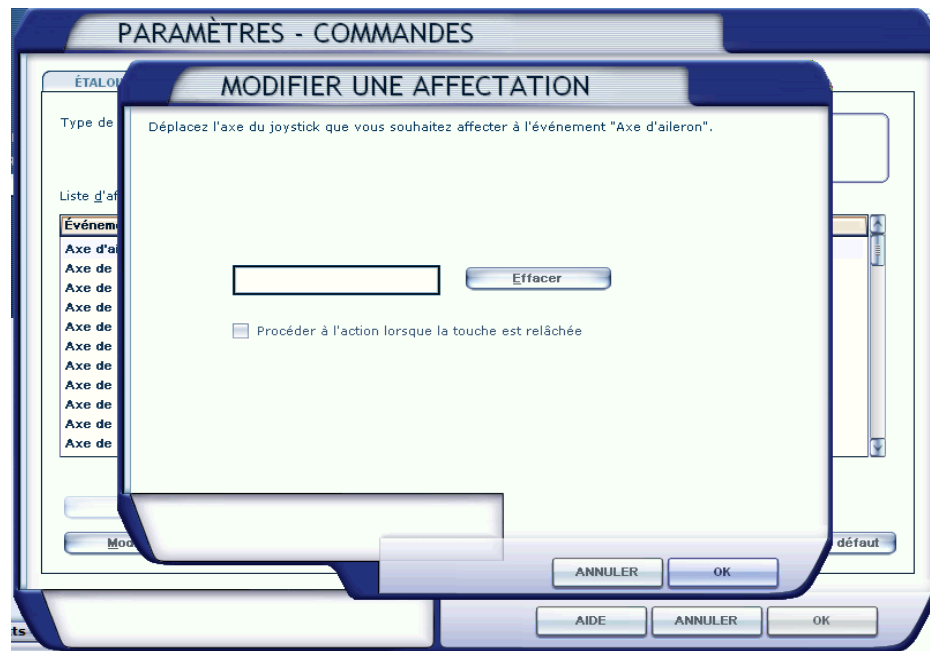 PARAMÈTRES - COMMANDES
MODIFIER UNE AFFECTATION
Type de
Déplacez l'axe du joystick que vous souhaitez affecter à l'événement "Axe d'aileron".
Liste d'af
Axe d'ai
Axe de
Axe de
Axe de
Axe de
Axe de
Axe de
Axe de
Axe de
Axe de
Axe de
Effacer
Procéder à l'action lorsque la touche est relâchée
défaut
ANNULER
OK
AIDE
ANNULER
OK
ts